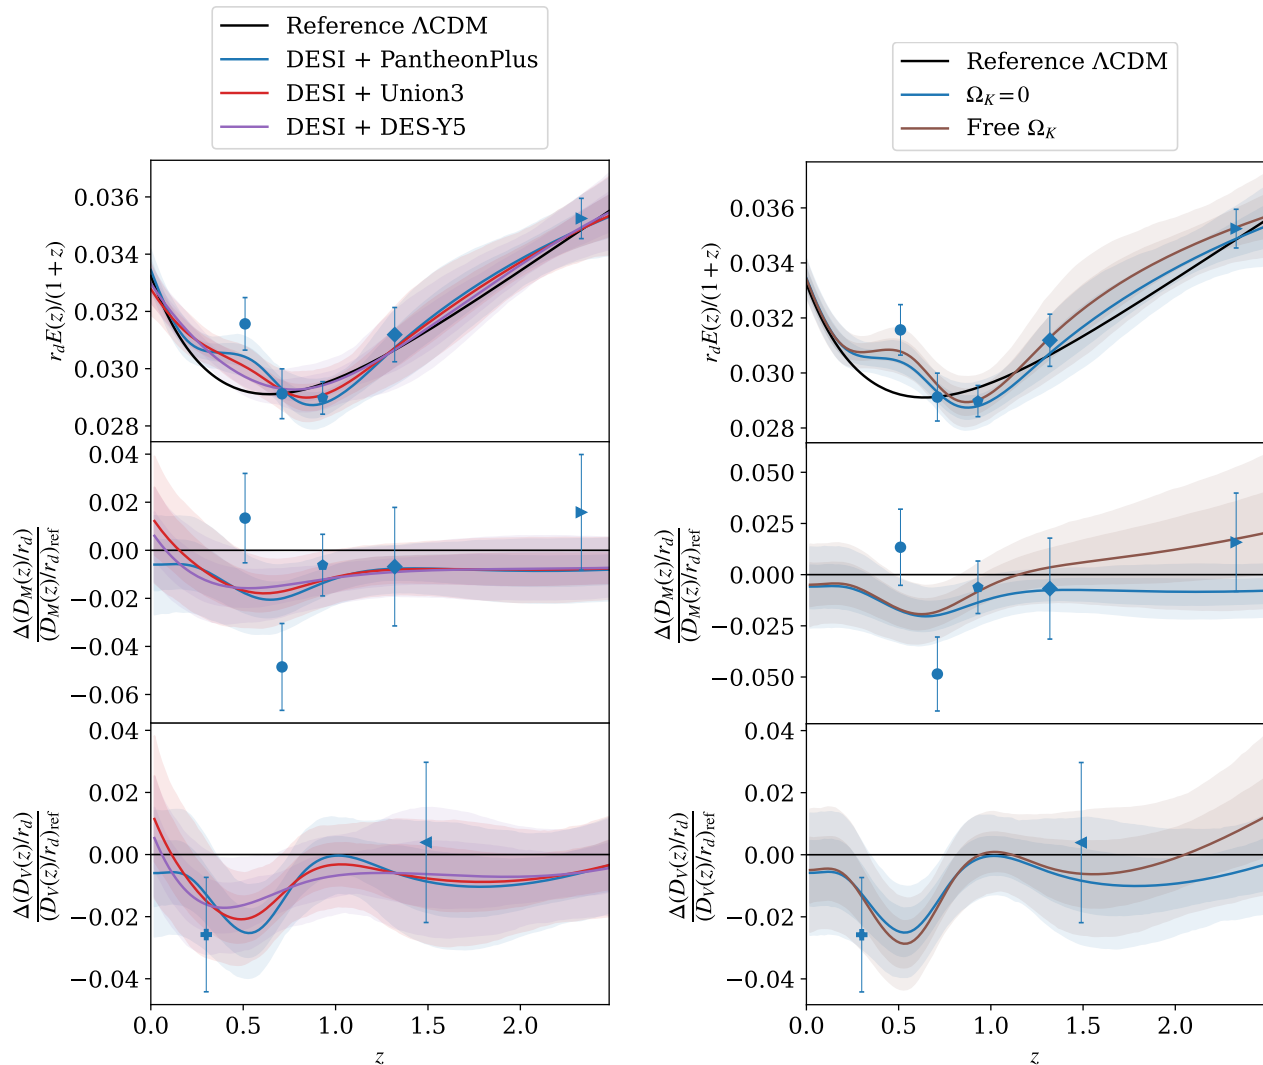 Reference ΛCDM
DESI + PantheonPlus
DESI + Union3
DESI + DES-Y5
0.036
0.034
0.032
0.030
0.028
r_d E(z)/(1 + z)
0.04
0.02
0.00
−0.02
−0.04
−0.06
Δ(D_M(z)/r_d)
(D_M(z)/r_d)_ref
0.04
0.02
0.00
−0.02
−0.04
Δ(D_V(z)/r_d)
(D_V(z)/r_d)_ref
0.0 0.5 1.0 1.5 2.0
z
Reference ΛCDM
Ω_K = 0
Free Ω_K
0.036
0.034
0.032
0.030
0.028
r_d E(z)/(1 + z)
0.050
0.025
0.000
−0.025
−0.050
Δ(D_M(z)/r_d)
(D_M(z)/r_d)_ref
0.04
0.02
0.00
−0.02
−0.04
Δ(D_V(z)/r_d)
(D_V(z)/r_d)_ref
0.0 0.5 1.0 1.5 2.0
z